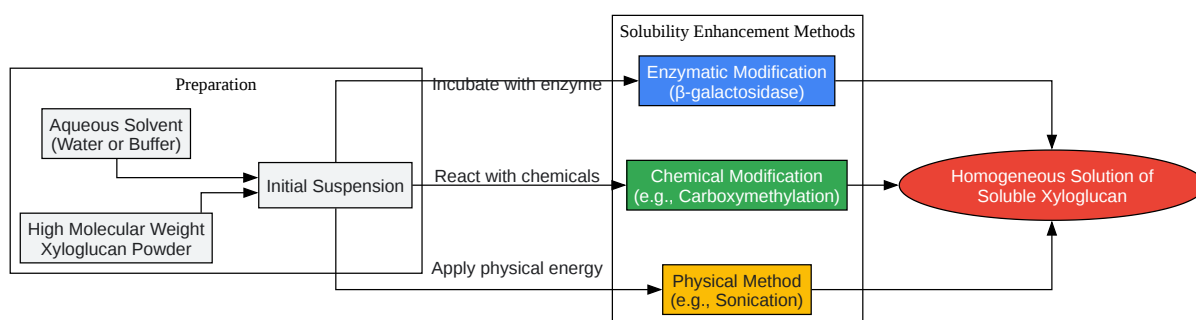 Solubility Enhancement Methods
Preparation
Aqueous Solvent
(Water or Buffer)
High Molecular Weight
Xyloglucan Powder
Initial Suspension
Incubate with enzyme
React with chemicals
Apply physical energy
Enzymatic Modification
(β-galactosidase)
Chemical Modification
(e.g., Carboxymethylation)
Physical Method
(e.g., Sonication)
Homogeneous Solution of
Soluble Xyloglucan